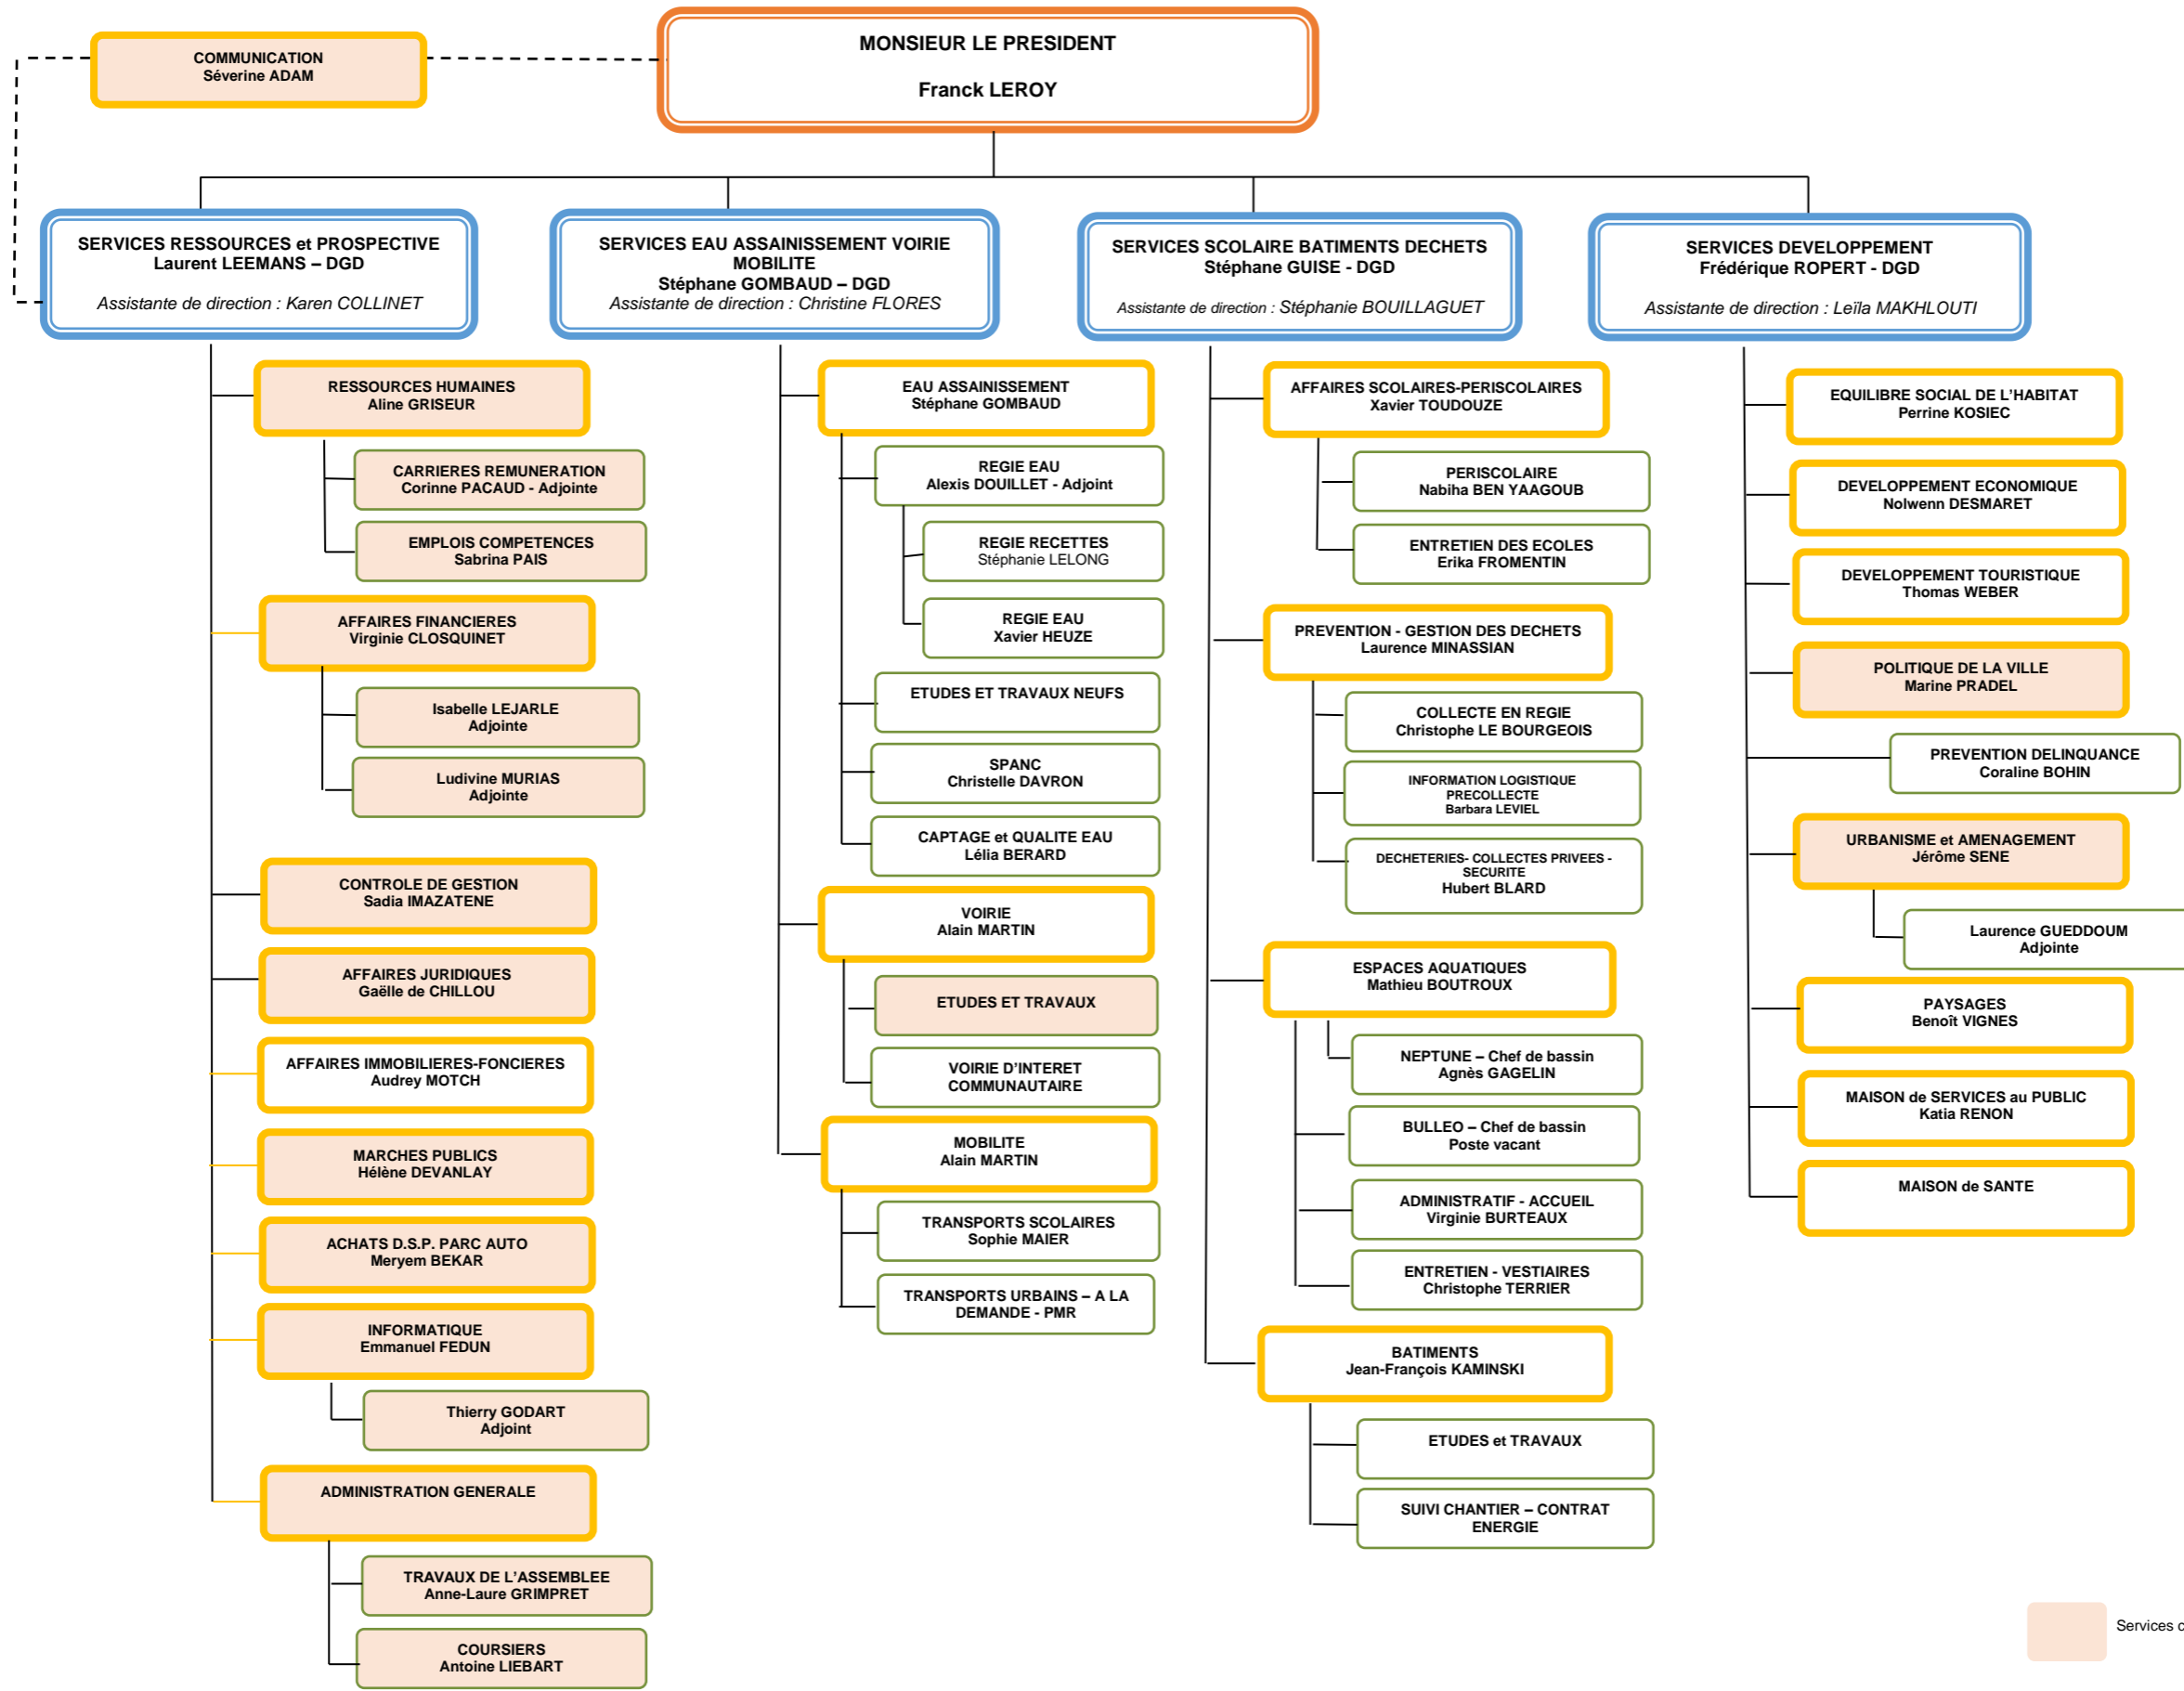 COMMUNICATION
Séverine ADAM
MONSIEUR LE PRESIDENT
Franck LEROY
SERVICES RESSOURCES et PROSPECTIVE
Laurent LEEMANS – DGD
Assistante de direction : Karen COLLINET
SERVICES EAU ASSAINISSEMENT VOIRIE
MOBILITE
Stéphane GOMBAUD – DGD
Assistante de direction : Christine FLORES
SERVICES SCOLAIRE BATIMENTS DECHETS
Stéphane GUISE - DGD
Assistante de direction : Stéphanie BOUILLAGUET
SERVICES DEVELOPPEMENT
Frédérique ROPERT - DGD
Assistante de direction : Leïla MAKHLOUTI
RESSOURCES HUMAINES
Aline GRISEUR
CARRIERES REMUNERATION
Corinne PACAUD - Adjointe
EMPLOIS COMPETENCES
Sabrina PAIS
AFFAIRES FINANCIERES
Virginie CLOSQUINET
Isabelle LEJARLE
Adjointe
Ludivine MURIAS
Adjointe
CONTROLE DE GESTION
Sadia IMAZATENE
AFFAIRES JURIDIQUES
Gaëlle de CHILLOU
AFFAIRES IMMOBILIERES-FONCIERES
Audrey MOTCH
MARCHES PUBLICS
Hélène DEVANLAY
ACHATS D.S.P. PARC AUTO
Meryem BEKAR
INFORMATIQUE
Emmanuel FEDUN
Thierry GODART
Adjoint
ADMINISTRATION GENERALE
TRAVAUX DE L'ASSEMBLEE
Anne-Laure GRIMPRET
COURSIERS
Antoine LIEBART
EAU ASSAINISSEMENT
Stéphane GOMBAUD
REGIE EAU
Alexis DOUILLET - Adjoint
REGIE RECETTES
Stéphanie LELONG
REGIE EAU
Xavier HEUZE
ETUDES ET TRAVAUX NEUFS
SPANC
Christelle DAVRON
CAPTAGE et QUALITE EAU
Lélia BERARD
VOIRIE
Alain MARTIN
ETUDES ET TRAVAUX
VOIRIE D'INTERET
COMMUNAUTAIRE
MOBILITE
Alain MARTIN
TRANSPORTS SCOLAIRES
Sophie MAIER
TRANSPORTS URBAINS – A LA
DEMANDE - PMR
AFFAIRES SCOLAIRES-PERISCOLAIRES
Xavier TOUDOUZE
PERISCOLAIRE
Nabiha BEN YAAGOUB
ENTRETIEN DES ECOLES
Erika FROMENTIN
PREVENTION - GESTION DES DECHETS
Laurence MINASSIAN
COLLECTE EN REGIE
Christophe LE BOURGEOIS
INFORMATION LOGISTIQUE
PRECOLLECTE
Barbara LEVIEL
DECHETERIES- COLLECTES PRIVEES -
SECURITE
Hubert BLARD
ESPACES AQUATIQUES
Mathieu BOUTROUX
NEPTUNE – Chef de bassin
Agnès GAGELIN
BULLEO – Chef de bassin
Poste vacant
ADMINISTRATIF - ACCUEIL
Virginie BURTEAUX
ENTRETIEN - VESTIAIRES
Christophe TERRIER
BATIMENTS
Jean-François KAMINSKI
ETUDES et TRAVAUX
SUIVI CHANTIER – CONTRAT
ENERGIE
EQUILIBRE SOCIAL DE L'HABITAT
Perrine KOSIEC
DEVELOPPEMENT ECONOMIQUE
Nolwenn DESMARET
DEVELOPPEMENT TOURISTIQUE
Thomas WEBER
POLITIQUE DE LA VILLE
Marine PRADEL
PREVENTION DELINQUANCE
Coraline BOHIN
URBANISME et AMENAGEMENT
Jérôme SENE
Laurence GUEDDOUM
Adjointe
PAYSAGES
Benoît VIGNES
MAISON de SERVICES au PUBLIC
Katia RENON
MAISON de SANTE
Services